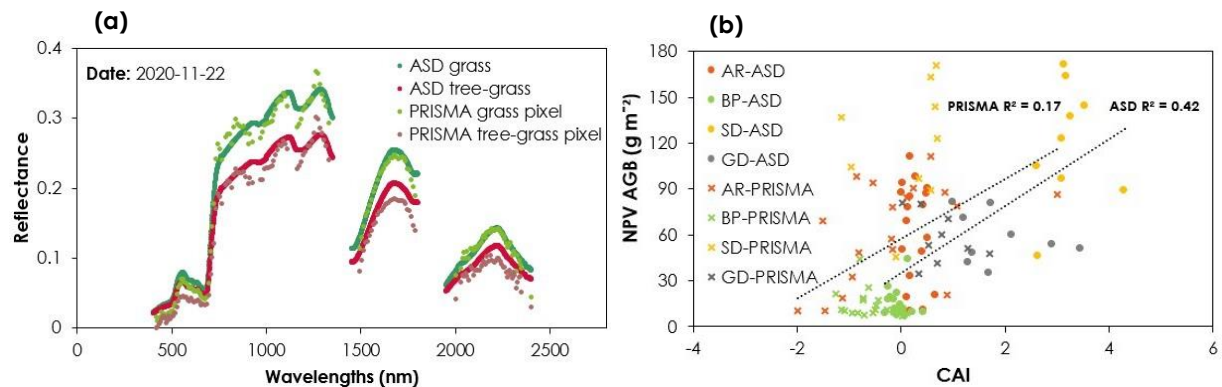 (a)
0.4
0.3
0.2
0.1
0
Reflectance
Date: 2020-11-22
ASD grass
ASD tree-grass
PRISMA grass pixel
PRISMA tree-grass pixel
0 500 1000 1500 2000 2500
Wavelengths (nm)
(b)
180
150
120
90
60
30
0
NPV AGB (g m⁻²)
AR-ASD
BP-ASD
SD-ASD
GD-ASD
AR-PRISMA
BP-PRISMA
SD-PRISMA
GD-PRISMA
PRISMA R² = 0.17
ASD R² = 0.42
-4 -2 0 2 4 6
CAI